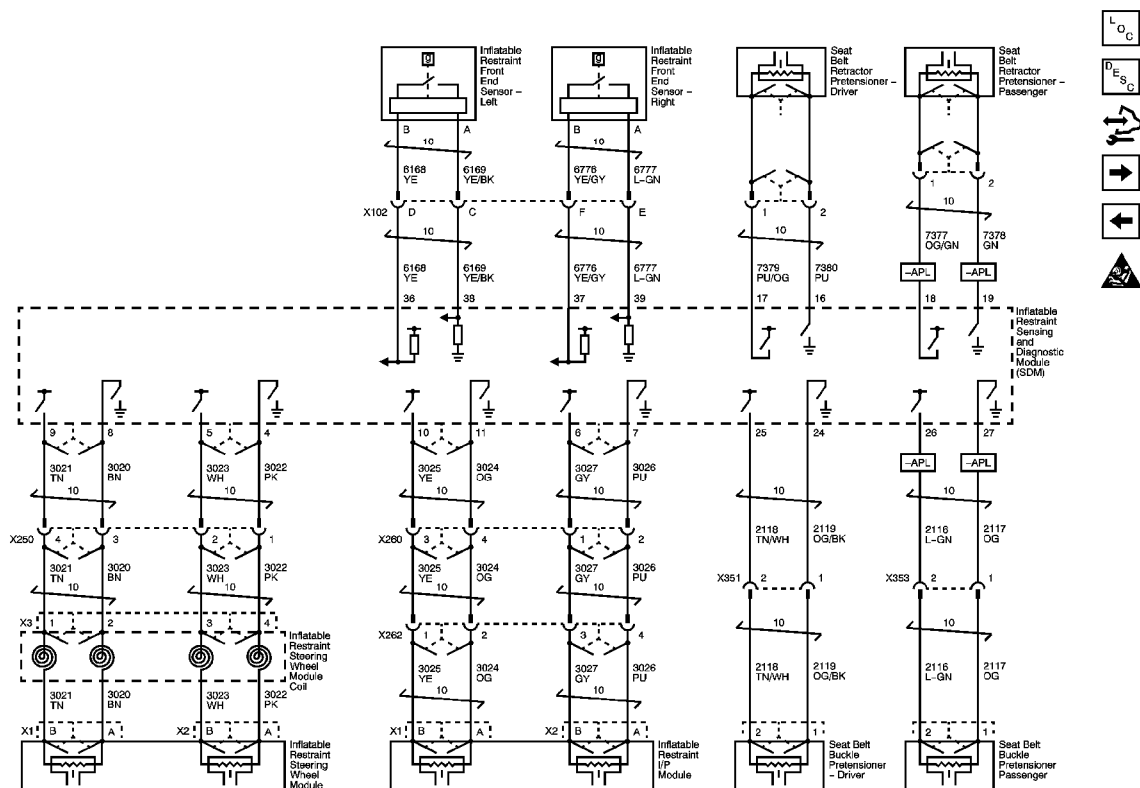 L O C
Inflatable
Restraint
Front
End
Sensor –
Left
Inflatable
Restraint
Front
End
Sensor –
Right
Seat
Belt
Retractor
Pretensioner –
Driver
Seat
Belt
Retractor
Pretensioner –
Passenger
D E S C
g
g
B A B A
10 10
6168
YE
6169
YE/BK
6776
YE/GY
6777
L–GN
1 2
X102 D C F E
1 2
10 10 10 10
6168
YE
6169
YE/BK
6776
YE/GY
6777
L–GN
7379
PU/OG
7380
PU
7377
OG/GN
7378
GN
–APL –APL
36 38 37 39 17 16 18 19
Inflatable
Restraint
Sensing
and
Diagnostic
Module
(SDM)
9 8 5 4 10 11 6 7 25 24 26 27
3021
TN
3020
BN
3023
WH
3022
PK
3025
YE
3024
OG
3027
GY
3026
PU
–APL –APL
10 10 10 10 10 10
2118
TN/WH
2119
OG/BK
2116
L–GN
2117
OG
X250 4 3 2 1
X260 3 4 1 2
3021
TN
3020
BN
3023
WH
3022
PK
3025
YE
3024
OG
3027
GY
3026
PU
X351 2 1
X353 2 1
10 10 10 10 10 10
X3 1 2 3 4
X262 1 2 3 4
Inflatable
Restraint
Steering
Wheel
Module
Coil
3021
TN
3020
BN
3023
WH
3022
PK
3025
YE
3024
OG
3027
GY
3026
PU
2118
TN/WH
2119
OG/BK
2116
L–GN
2117
OG
10 10
X1 B A X2 B A
X1 B A X2 B A
2 1 2 1
Inflatable
Restraint
Steering
Wheel
Module
Inflatable
Restraint
I/P
Module
Seat Belt
Buckle
Pretensioner
– Driver
Seat Belt
Buckle
Pretensioner
Passenger